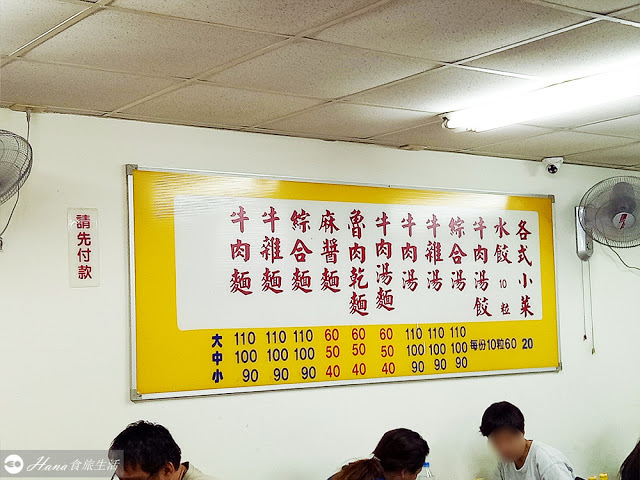 請先付款
牛肉麵
牛雜麵
綜合麵
麻醬麵
魯肉乾麵
牛肉湯麵
牛肉湯
牛雜湯
綜合湯
牛肉湯餃
水餃10粒
各式小菜
大 110 110 110 60 60 60 110 110 110
中 100 100 100 50 50 50 100 100 100 每份10粒60 20
小 90 90 90 40 40 40 90 90 90
Hana食旅生活